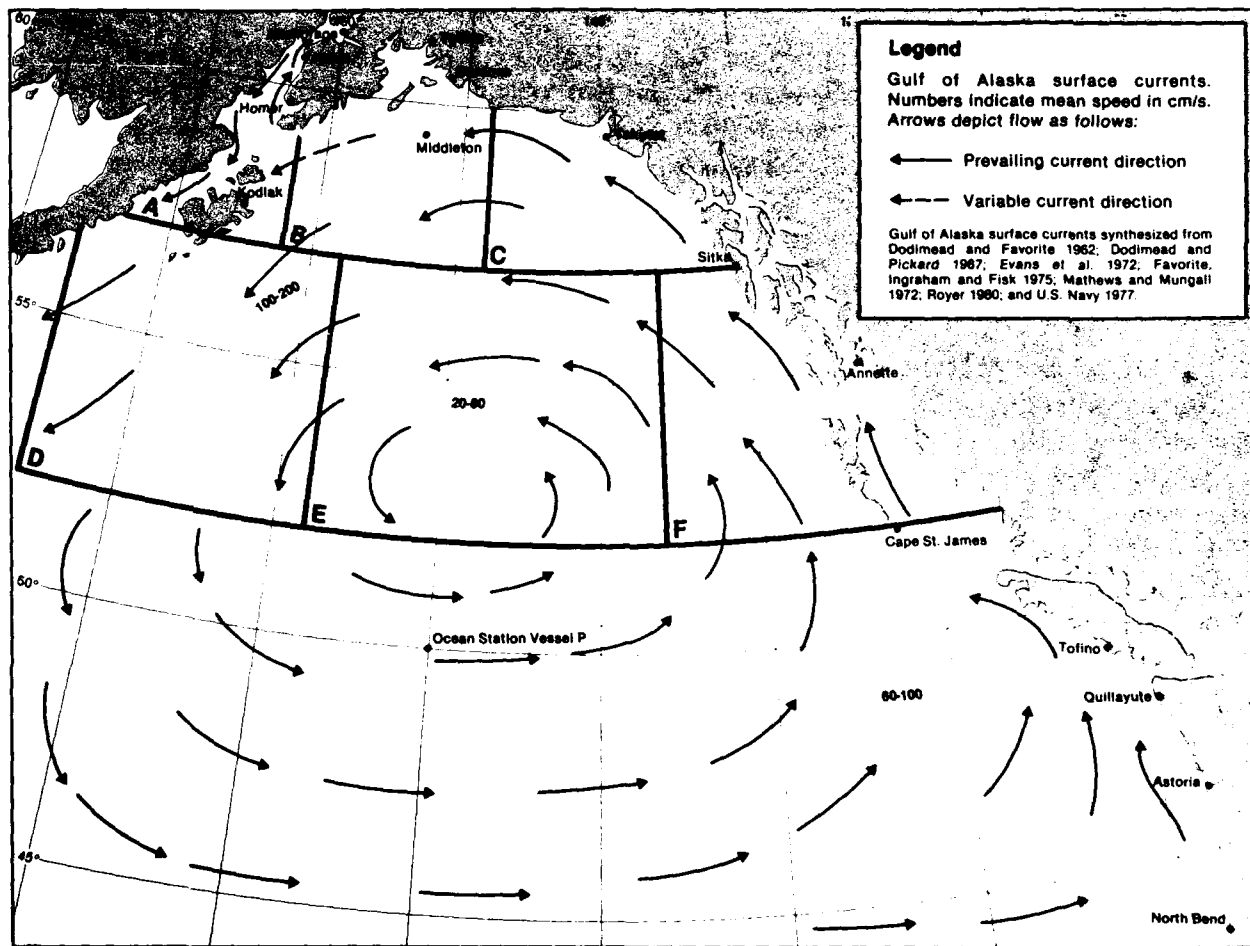 Legend
Gulf of Alaska surface currents.
Numbers indicate mean speed in cm/s.
Arrows depict flow as follows:
Prevailing current direction
Variable current direction
Gulf of Alaska surface currents synthesized from
Dodimead and Favorite 1962; Dodimead and
Pickard 1967; Evans et al. 1972; Favorite,
Ingraham and Fisk 1975; Mathews and Mungall
1972; Royer 1980; and U.S. Navy 1977.
Homer
Middleton
Kodiak
A
B
C
Sitka
100-200
55°
Annette
20-60
D
E
F
Cape St. James
50°
Ocean Station Vessel P
Tofino
60-100
Quillayute
Astoria
45°
North Bend